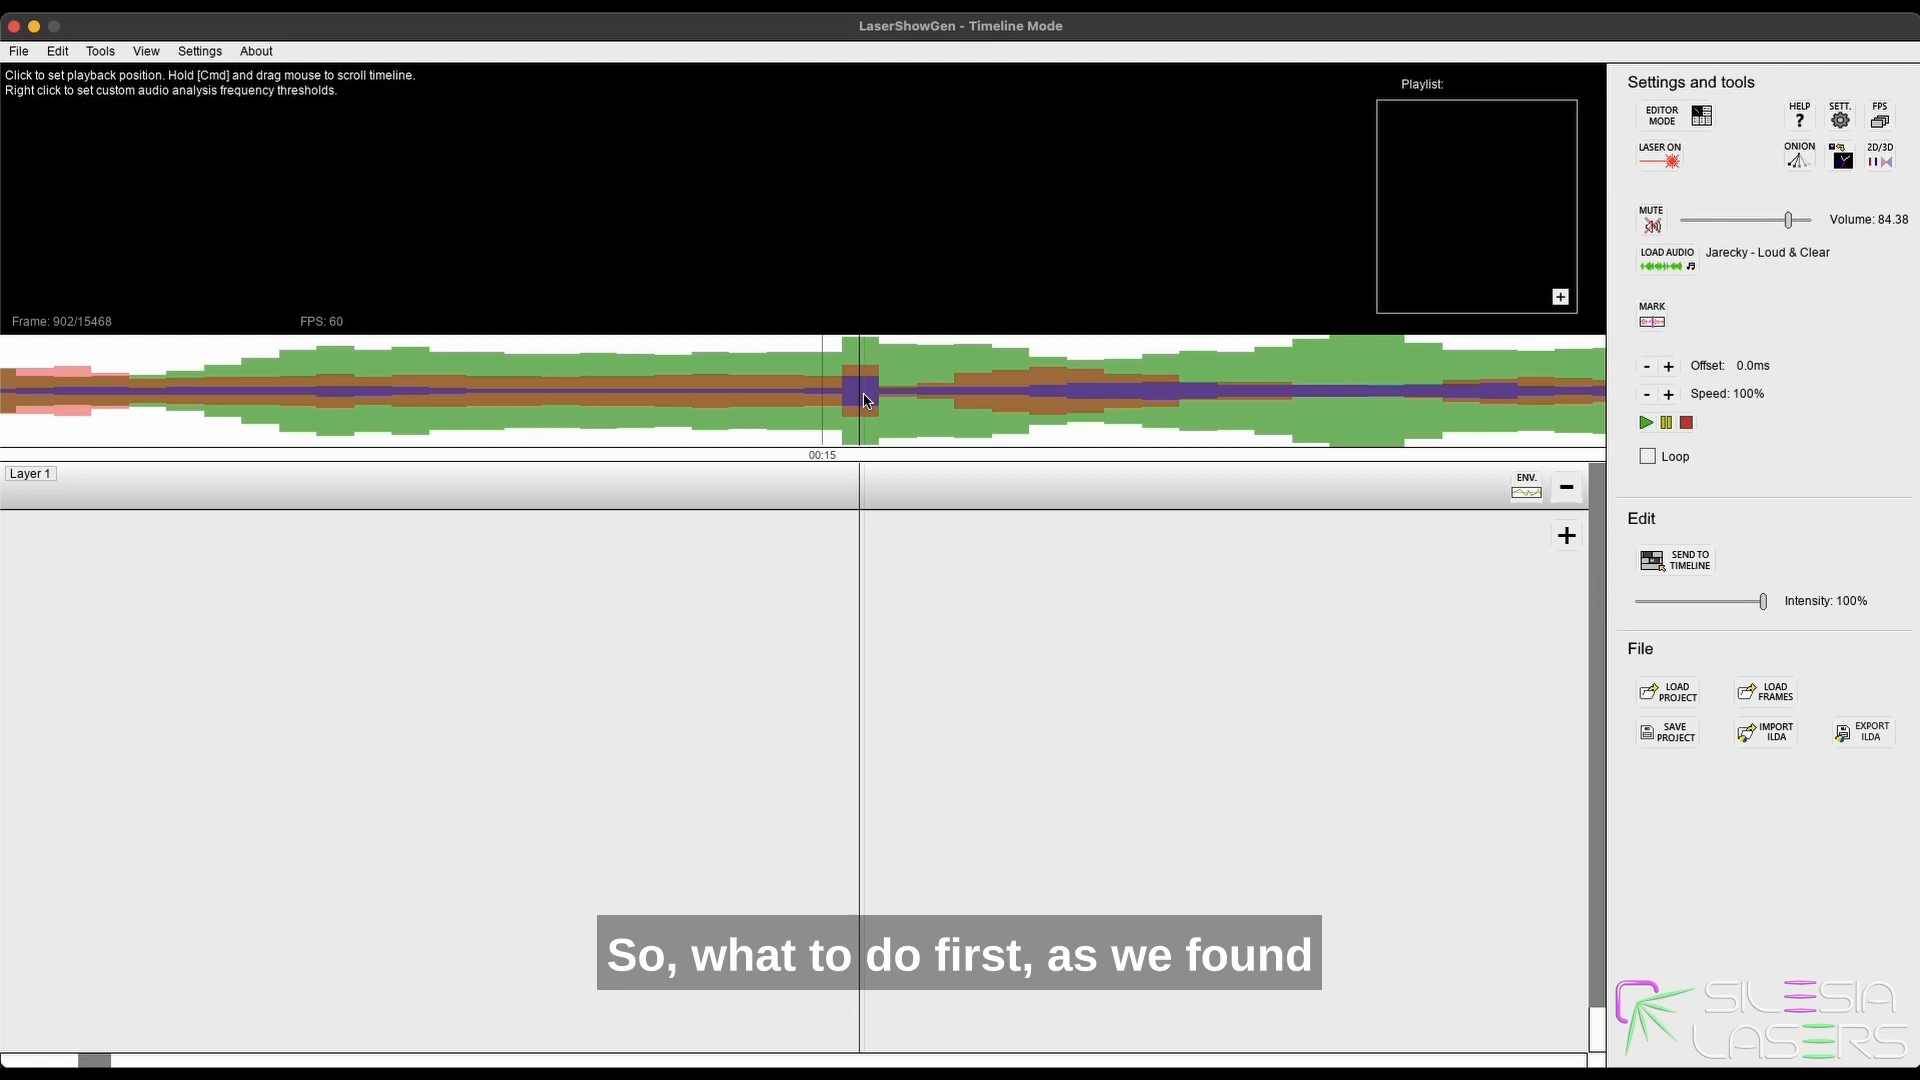 LaserShowGen - Timeline Mode
File Edit Tools View Settings About
Click to set playback position. Hold [Cmd] and drag mouse to scroll timeline.
Right click to set custom audio analysis frequency thresholds.
Playlist:
+
Frame: 902/15468
FPS: 60
00:15
Layer 1
ENV.
-
+
Settings and tools
EDITOR
MODE
HELP
?
SETT.
FPS
LASER ON
ONION
2D/3D
MUTE
Volume: 84.38
LOAD AUDIO
Jarecky - Loud & Clear
MARK
- + Offset: 0.0ms
- + Speed: 100%
Loop
Edit
SEND TO
TIMELINE
Intensity: 100%
File
LOAD
PROJECT
LOAD
FRAMES
SAVE
PROJECT
IMPORT
ILDA
EXPORT
ILDA
So, what to do first, as we found
SILESIA
LASERS